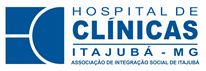 HOSPITAL DE
CLÍNICAS
ITAJUBÁ - MG
ASSOCIAÇÃO DE INTEGRAÇÃO SOCIAL DE ITAJUBÁ